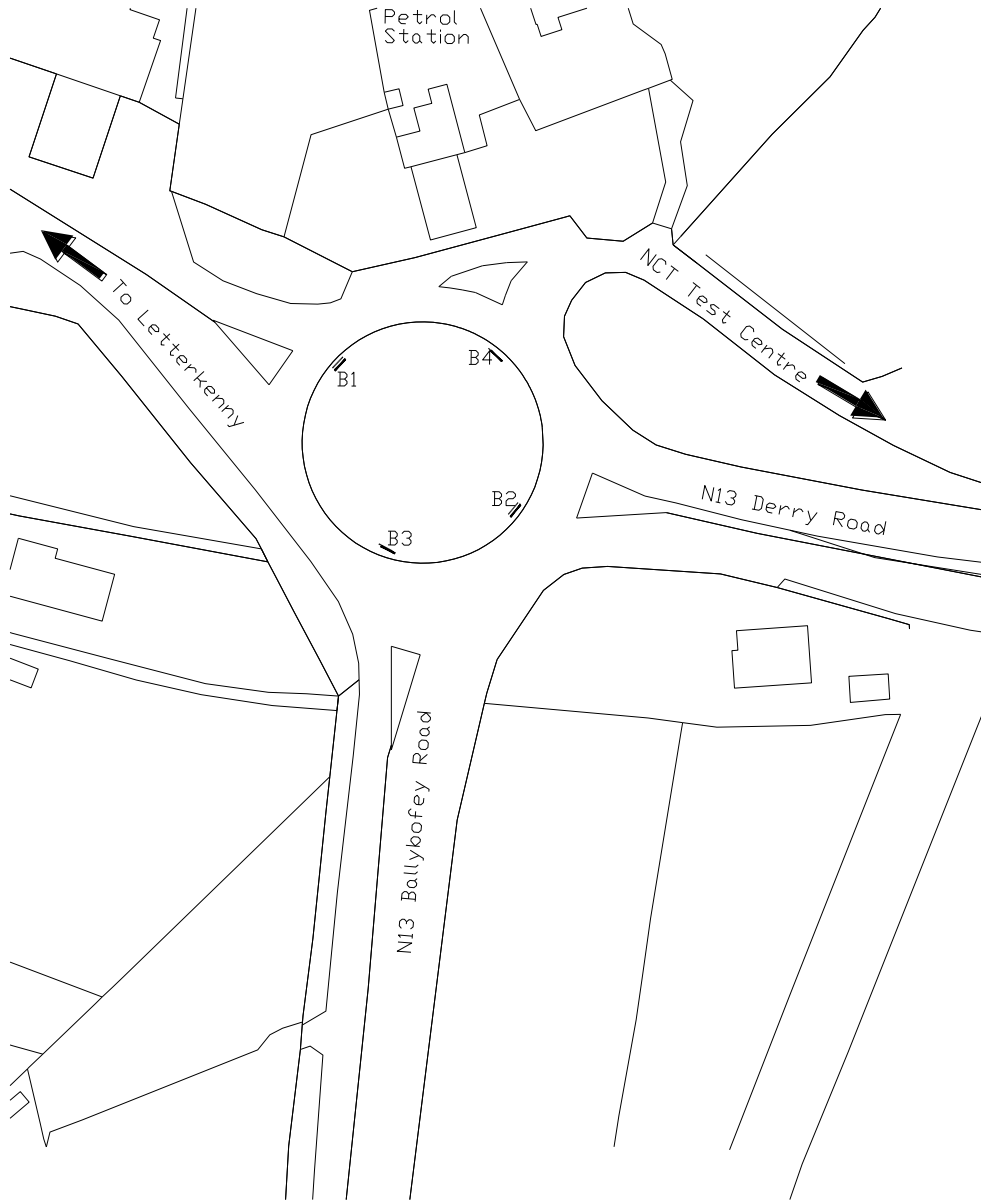 Petrol
Station
NCT Test Centre
To Letterkenny
B4
B1
B2
N13 Derry Road
B3
N13 Ballybofey Road